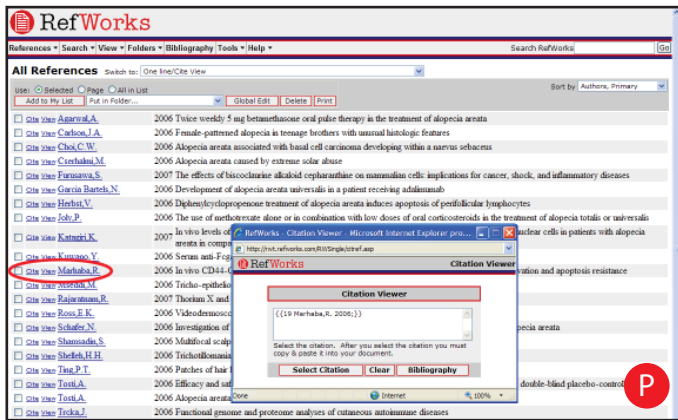 RefWorks
References Search View Folders Bibliography Tools Help Search RefWorks Go
All References Switch to: One line/Cite View
Use: Selected Page All in List Sort by Authors, Primary
Add to My List Put in Folder... Global Edit Delete Print
Cite View Agarwal,A. 2006 Twice weekly 5 mg betamethasone oral pulse therapy in the treatment of alopecia areata
Cite View Carlson,J.A. 2006 Female-patterned alopecia in teenage brothers with unusual histologic features
Cite View Choi,C.W. 2006 Alopecia areata associated with basal cell carcinoma developing within a naevus sebaceus
Cite View Cserhalmi,M. 2006 Alopecia areata caused by extreme solar abuse
Cite View Furusawa,S. 2007 The effects of biscoclaurine alkaloid cepharanthine on mammalian cells: implications for cancer, shock, and inflammatory diseases
Cite View Garcia Bartels,N. 2006 Development of alopecia areata universalis in a patient receiving adalimumab
Cite View Herbst,V. 2006 Diphenylcyclopropenone treatment of alopecia areata induces apoptosis of perifollicular lymphocytes
Cite View Joly,P. 2006 The use of methotrexate alone or in combination with low doses of oral corticosteroids in the treatment of alopecia totalis or universalis
Cite View 2007 In vivo levels of nuclear cells in patients with alopecia
areata in compa
Cite View Kuwano,Y. 2006 Serum anti-Fcg
Cite View Marhaba,R. 2006 In vivo CD44-C vation and apoptosis resistance
Cite View Mseddi,M. 2006 Tricho-epithelio
Cite View Rajaratnam,R. 2007 Thorium X and
Cite View Ross,E.K. 2006 Videodermosc
Cite View Schafer,N. 2006 Investigation of pecia areata
Cite View Shamsadin,S. 2006 Multifocal scalp
Cite View Shelleh,H.H. 2006 Trichotilloman
Cite View Ting,P.T. 2006 Patches of hair
Cite View Tosti,A. 2006 Efficacy and saf double-blind placebo-control
Cite View Tosti,A. 2006 Alopecia areata
Cite View Trcka,J. 2006 Functional genome and proteome analyses of cutaneous autoimmune diseases
RefWorks - Citation Viewer - Microsoft Internet Explorer pro...
http://rwt.refworks.com/RWSingle/citref.asp
RefWorks Citation Viewer
Citation Viewer
{{19 Marhaba,R. 2006;}}
Select the citation. After you select the citation you must
copy & paste it into your document.
Select Citation Clear Bibliography
Done Internet 100%
P